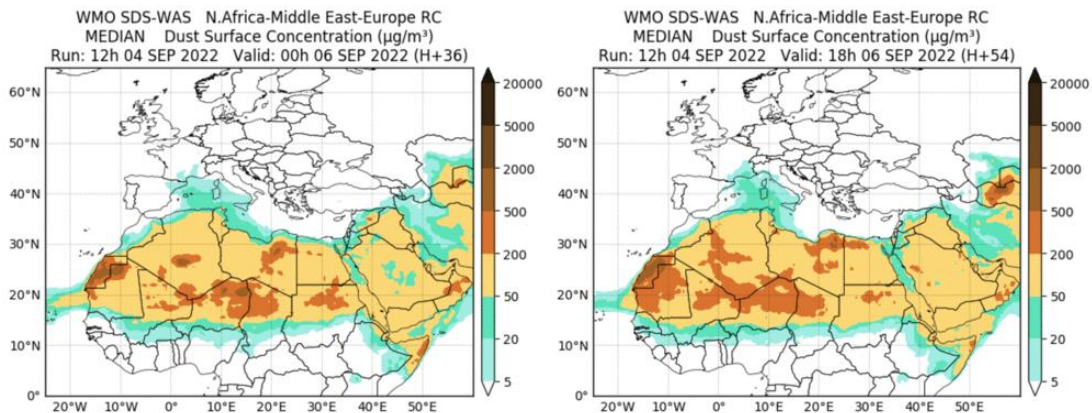 WMO SDS-WAS   N.Africa-Middle East-Europe RC
MEDIAN    Dust Surface Concentration (µg/m³)
Run: 12h 04 SEP 2022   Valid: 00h 06 SEP 2022 (H+36)
60°N
50°N
40°N
30°N
20°N
10°N
0°
20°W 10°W 0° 10°E 20°E 30°E 40°E 50°E
20000
5000
2000
500
200
50
20
5
WMO SDS-WAS   N.Africa-Middle East-Europe RC
MEDIAN    Dust Surface Concentration (µg/m³)
Run: 12h 04 SEP 2022   Valid: 18h 06 SEP 2022 (H+54)
60°N
50°N
40°N
30°N
20°N
10°N
0°
20°W 10°W 0° 10°E 20°E 30°E 40°E 50°E
20000
5000
2000
500
200
50
20
5